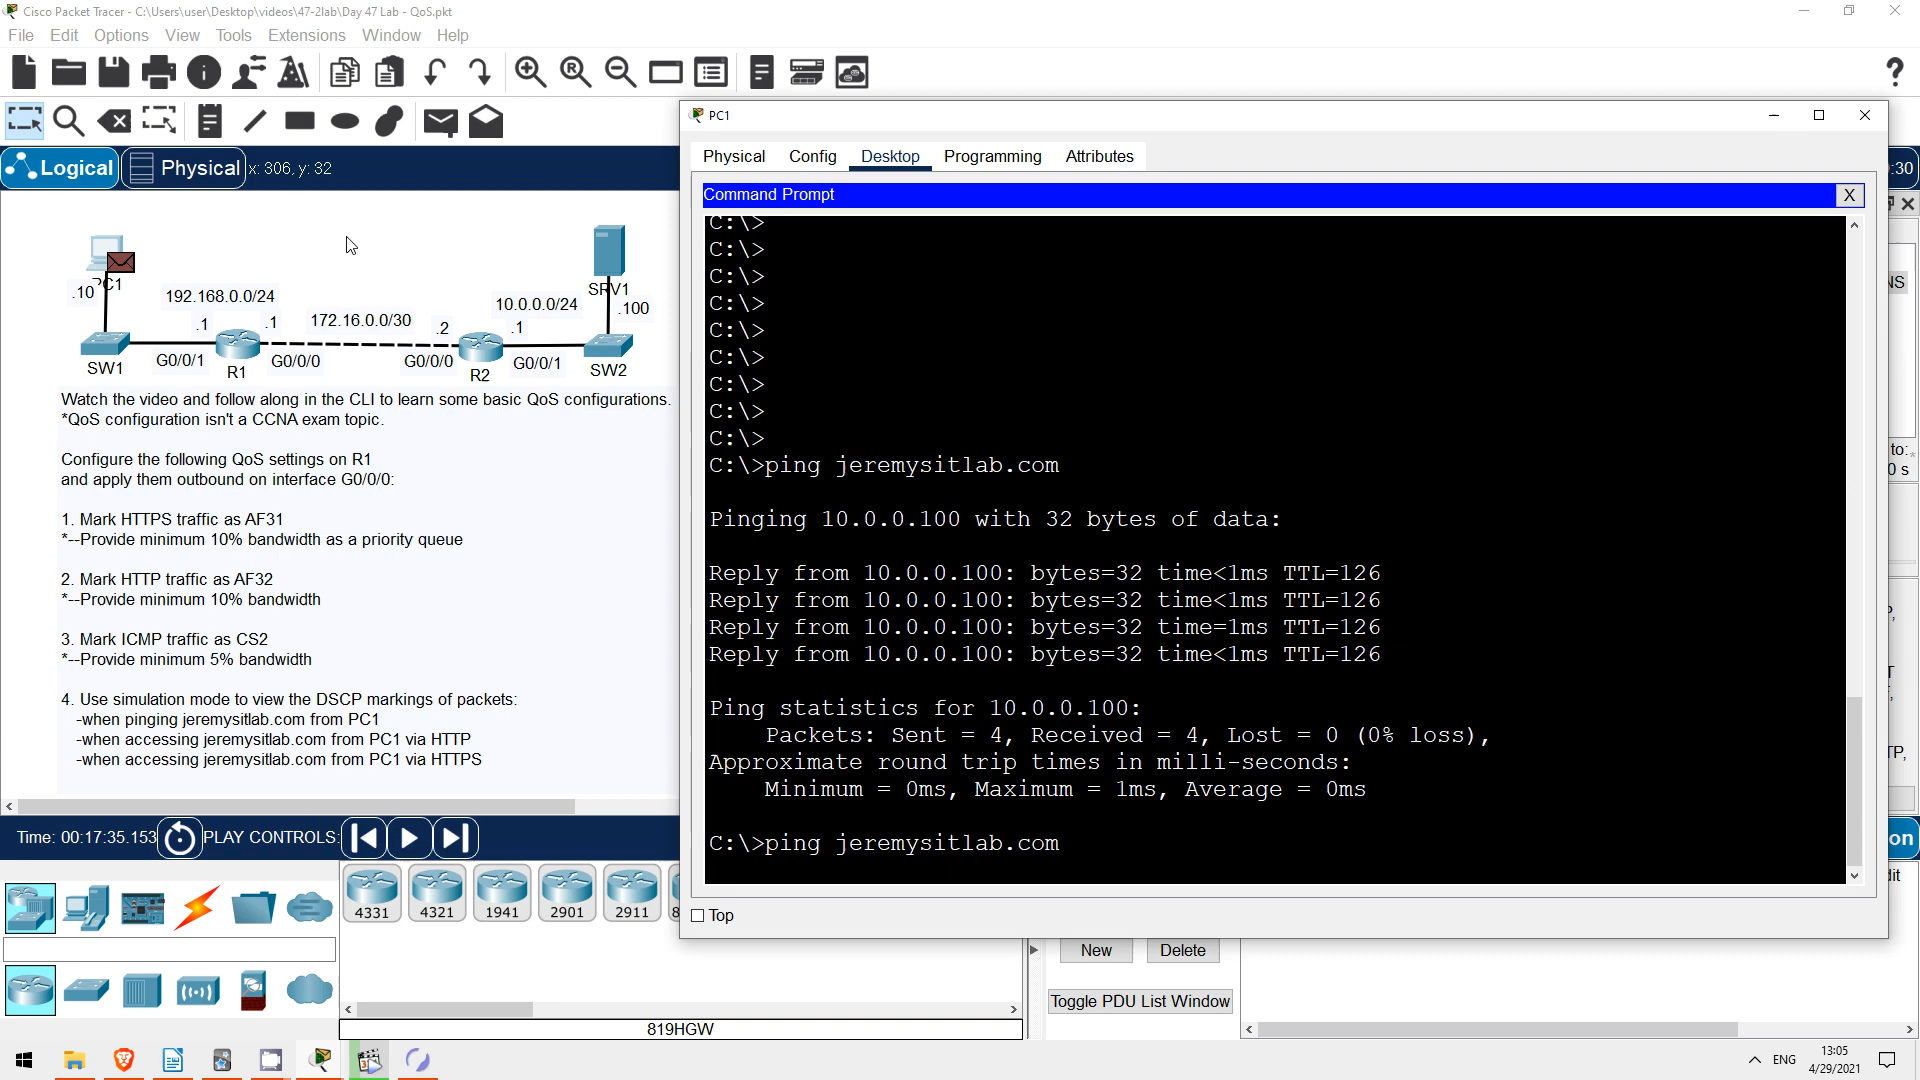 Cisco Packet Tracer - C:\Users\user\Desktop\videos\47-2lab\Day 47 Lab - QoS.pkt
File Edit Options View Tools Extensions Window Help
Logical
Physical
x: 306, y: 32
:30
PC1
Physical Config Desktop Programming Attributes
Command Prompt
X
C:\>
C:\>
C:\>
C:\>
C:\>
C:\>
C:\>
C:\>
C:\>
C:\>ping jeremysitlab.com
Pinging 10.0.0.100 with 32 bytes of data:
Reply from 10.0.0.100: bytes=32 time<1ms TTL=126
Reply from 10.0.0.100: bytes=32 time<1ms TTL=126
Reply from 10.0.0.100: bytes=32 time=1ms TTL=126
Reply from 10.0.0.100: bytes=32 time<1ms TTL=126
Ping statistics for 10.0.0.100:
Packets: Sent = 4, Received = 4, Lost = 0 (0% loss),
Approximate round trip times in milli-seconds:
Minimum = 0ms, Maximum = 1ms, Average = 0ms
C:\>ping jeremysitlab.com
Top
SRV1
.10
192.168.0.0/24
10.0.0.0/24
.100
.1
.1
172.16.0.0/30
.2
.1
G0/0/1
G0/0/0
G0/0/0
G0/0/1
SW1
R1
R2
SW2
Watch the video and follow along in the CLI to learn some basic QoS configurations.
*QoS configuration isn't a CCNA exam topic.
Configure the following QoS settings on R1
and apply them outbound on interface G0/0/0:
1. Mark HTTPS traffic as AF31
*--Provide minimum 10% bandwidth as a priority queue
2. Mark HTTP traffic as AF32
*--Provide minimum 10% bandwidth
3. Mark ICMP traffic as CS2
*--Provide minimum 5% bandwidth
4. Use simulation mode to view the DSCP markings of packets:
-when pinging jeremysitlab.com from PC1
-when accessing jeremysitlab.com from PC1 via HTTP
-when accessing jeremysitlab.com from PC1 via HTTPS
NS
to:
0 s
TP,
on
Time: 00:17:35.153
PLAY CONTROLS:
4331 4321 1941 2901 2911
819HGW
New
Delete
Toggle PDU List Window
ENG
13:05
4/29/2021